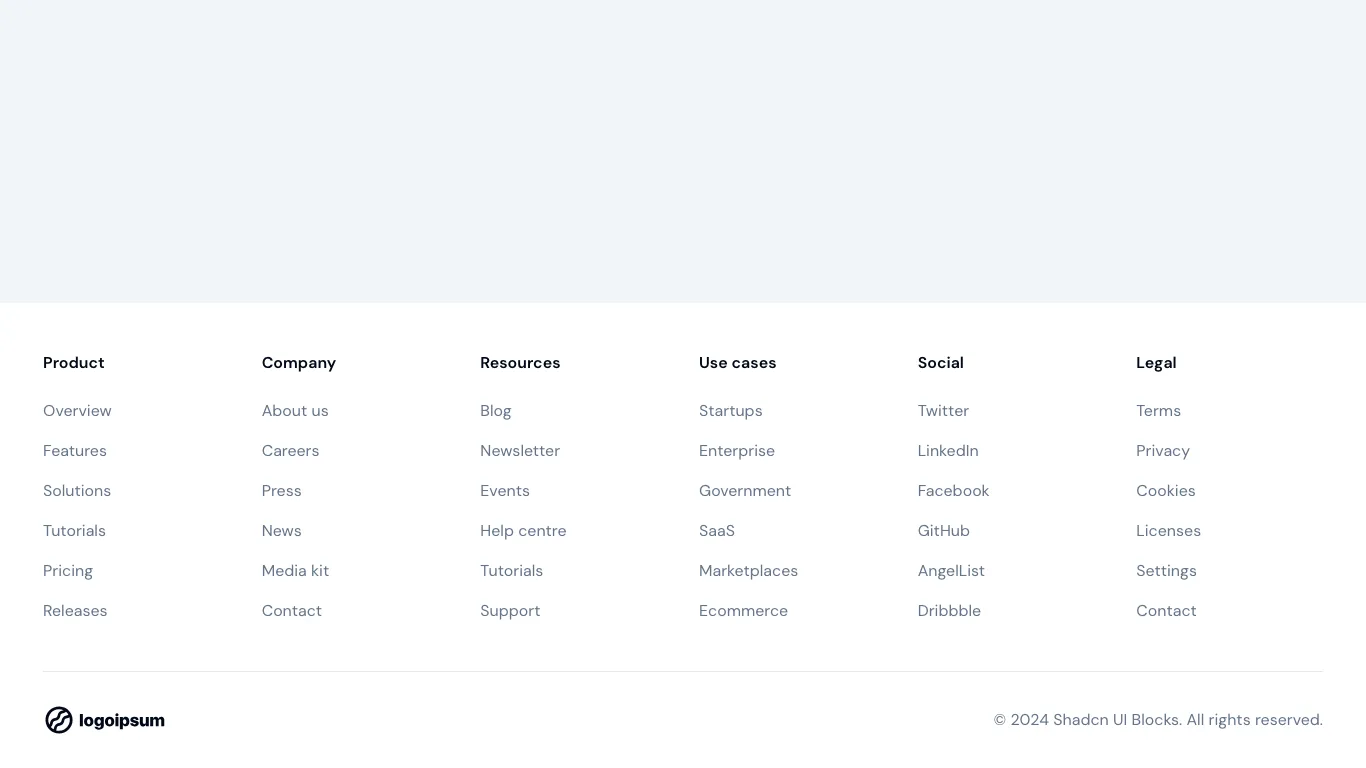 Product
Overview
Features
Solutions
Tutorials
Pricing
Releases
Company
About us
Careers
Press
News
Media kit
Contact
Resources
Blog
Newsletter
Events
Help centre
Tutorials
Support
Use cases
Startups
Enterprise
Government
SaaS
Marketplaces
Ecommerce
Social
Twitter
LinkedIn
Facebook
GitHub
AngelList
Dribbble
Legal
Terms
Privacy
Cookies
Licenses
Settings
Contact
logoipsum
© 2024 Shadcn UI Blocks. All rights reserved.